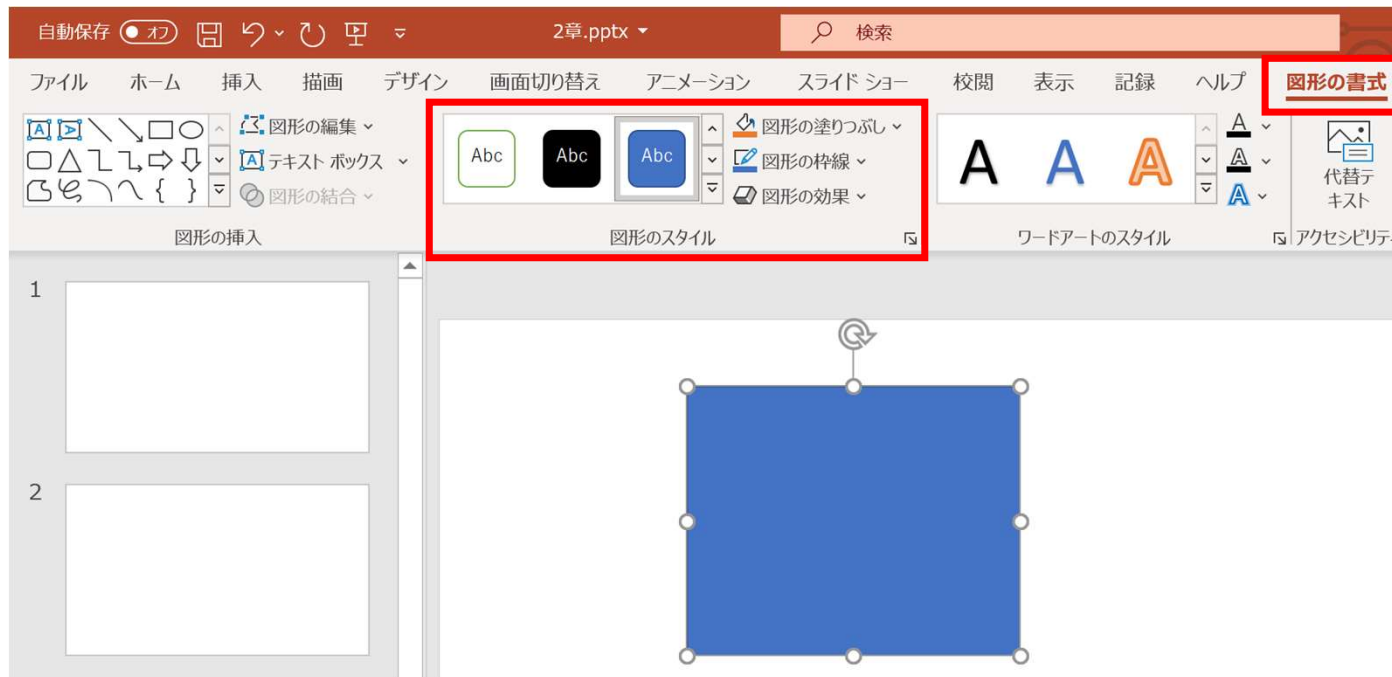 自動保存 オフ 2章.pptx 検索
ファイル ホーム 挿入 描画 デザイン 画面切り替え アニメーション スライド ショー 校閲 表示 記録 ヘルプ 図形の書式
図形の編集
テキスト ボックス
図形の結合
図形の挿入
Abc Abc Abc
図形の塗りつぶし
図形の枠線
図形の効果
図形のスタイル
A A A
A
A
A
ワードアートのスタイル
代替テ
キスト
アクセシビリティ
1
2